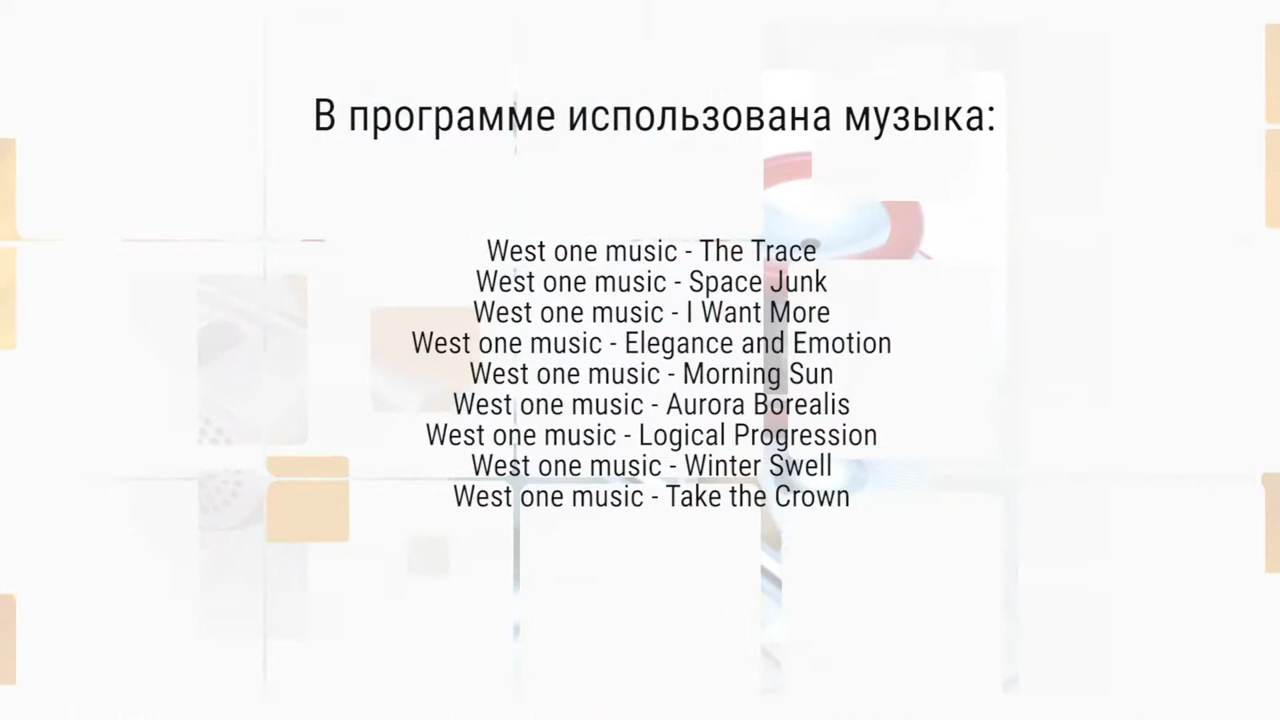 В программе использована музыка:
West one music - The Trace
West one music - Space Junk
West one music - I Want More
West one music - Elegance and Emotion
West one music - Morning Sun
West one music - Aurora Borealis
West one music - Logical Progression
West one music - Winter Swell
West one music - Take the Crown